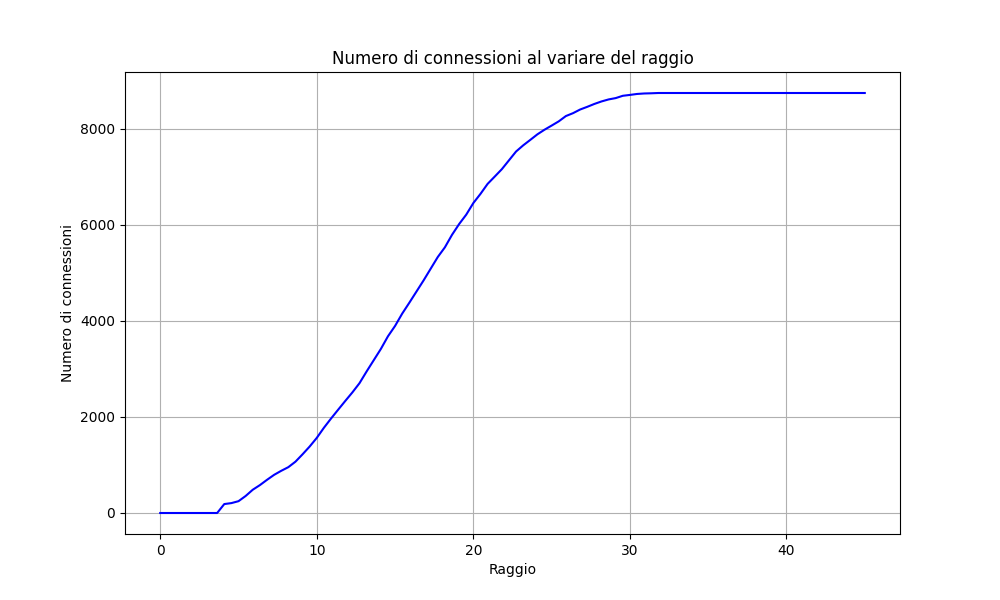 Numero di connessioni al variare del raggio
Numero di connessioni
8000
6000
4000
2000
0
0 10 20 30 40
Raggio